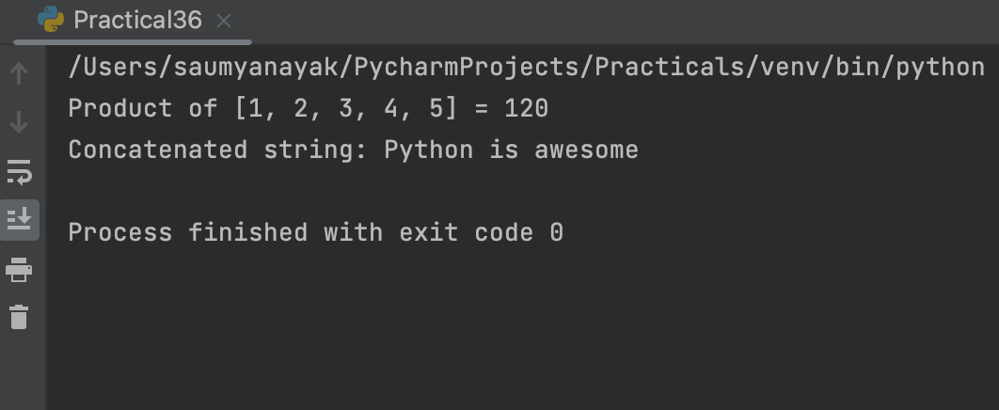 Practical36
/Users/saumyanayak/PycharmProjects/Practicals/venv/bin/python
Product of [1, 2, 3, 4, 5] = 120
Concatenated string: Python is awesome
Process finished with exit code 0